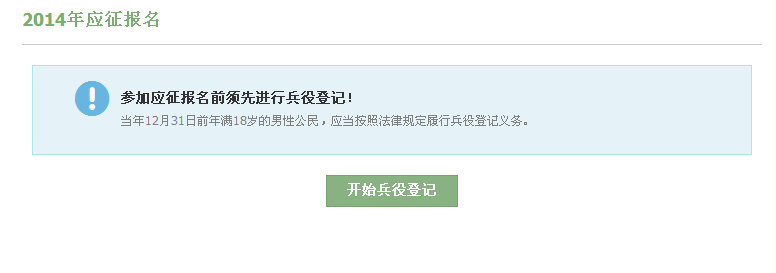 2014年应征报名
参加应征报名前须先进行兵役登记！
当年12月31日前年满18岁的男性公民，应当按照法律规定履行兵役登记义务。
开始兵役登记